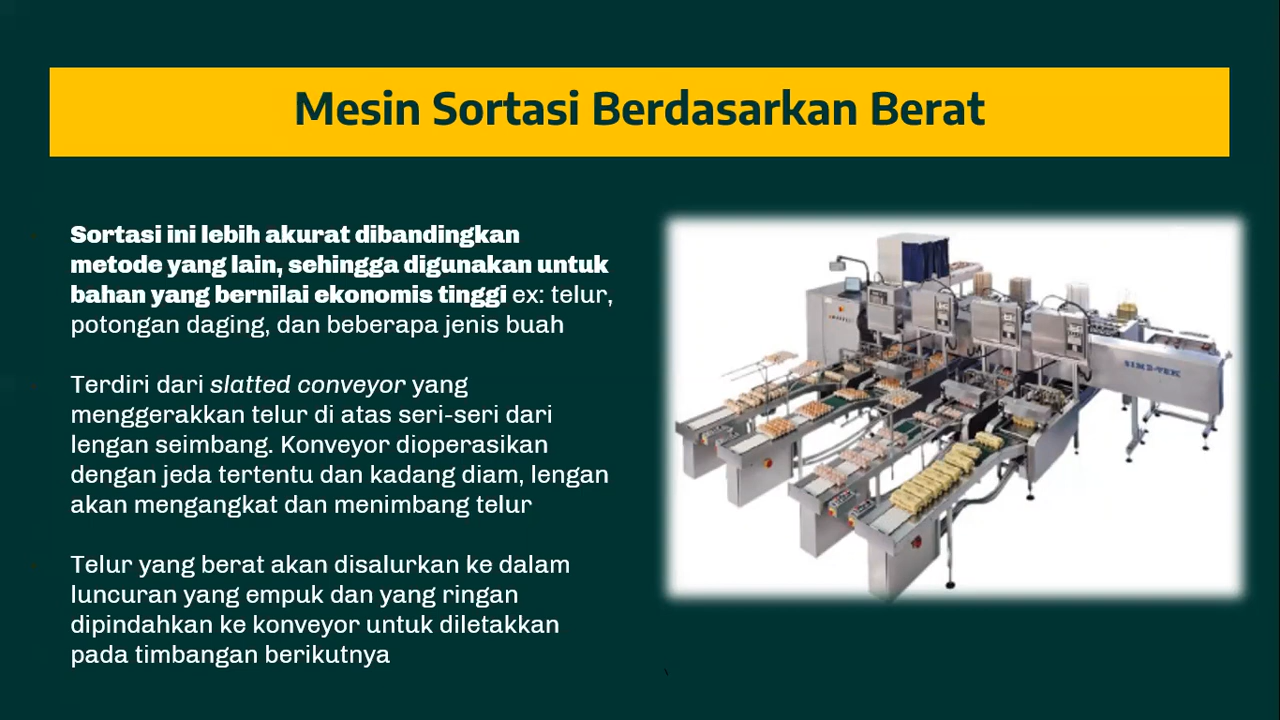 Mesin Sortasi Berdasarkan Berat
Sortasi ini lebih akurat dibandingkan
metode yang lain, sehingga digunakan untuk
bahan yang bernilai ekonomis tinggi ex: telur,
potongan daging, dan beberapa jenis buah
Terdiri dari slatted conveyor yang
menggerakkan telur di atas seri-seri dari
lengan seimbang. Konveyor dioperasikan
dengan jeda tertentu dan kadang diam, lengan
akan mengangkat dan menimbang telur
Telur yang berat akan disalurkan ke dalam
luncuran yang empuk dan yang ringan
dipindahkan ke konveyor untuk diletakkan
pada timbangan berikutnya